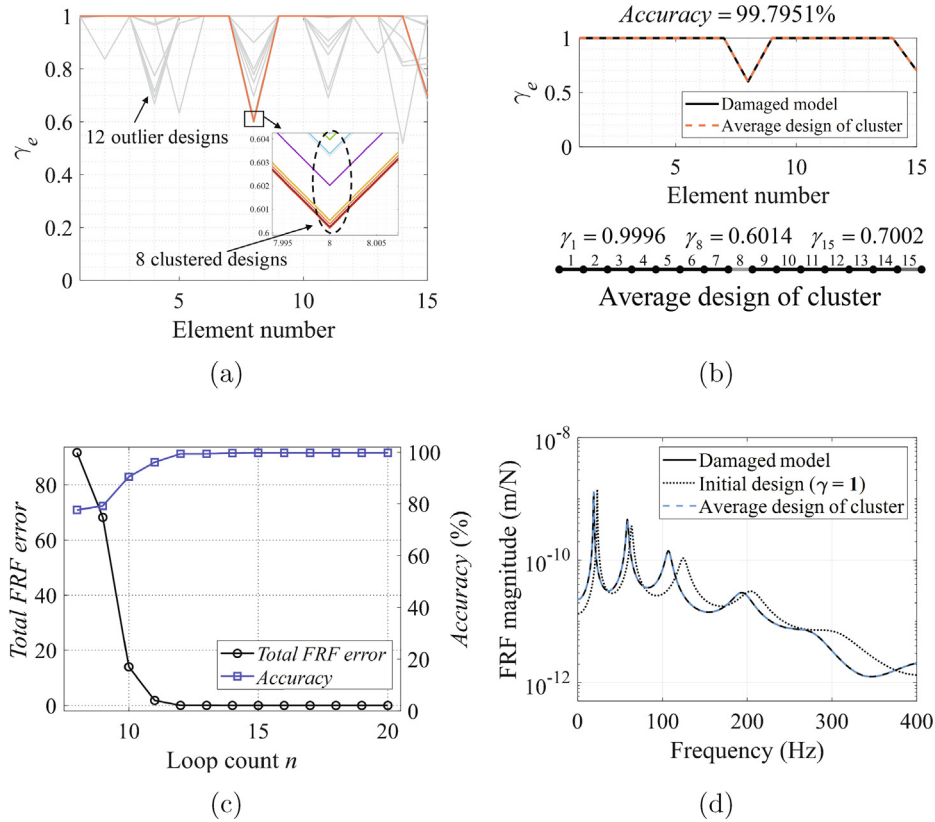 1
0.8
0.6
0.4
0.2
0
γe
12 outlier designs
0.604
0.602
0.601
0.6
7.995
8
8.005
8 clustered designs
5
10
15
Element number
(a)
Accuracy = 99.7951%
1
0.5
0
γe
Damaged model
Average design of cluster
5
10
15
Element number
γ1 = 0.9996 γ8 = 0.6014 γ15 = 0.7002
1 2 3 4 5 6 7 8 9 10 11 12 13 14 15
Average design of cluster
(b)
80
60
40
20
0
Total FRF error
100
80
60
40
20
0
Accuracy (%)
Total FRF error
Accuracy
10
15
20
Loop count n
(c)
10-8
10-10
10-12
FRF magnitude (m/N)
Damaged model
Initial design (γ = 1)
Average design of cluster
0
100
200
300
400
Frequency (Hz)
(d)